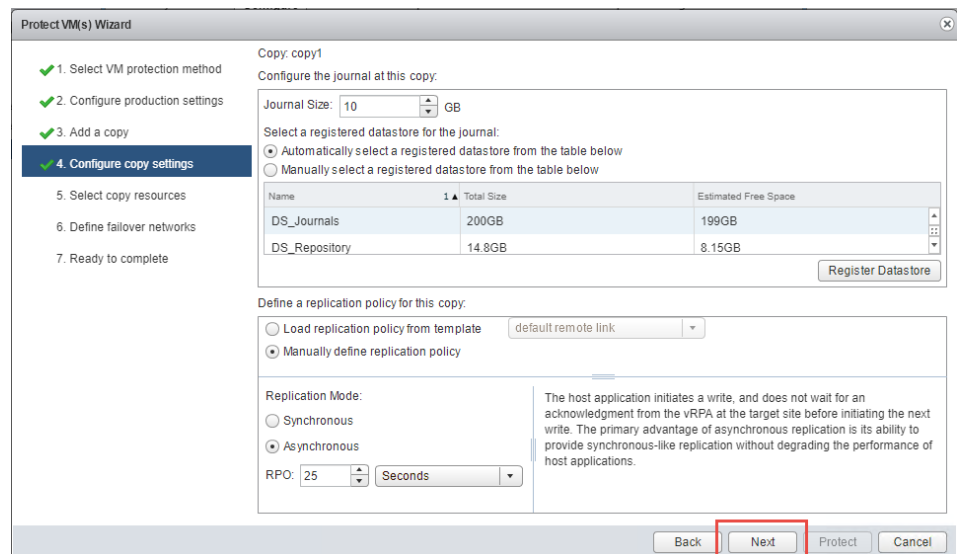 Protect VM(s) Wizard
1. Select VM protection method
2. Configure production settings
3. Add a copy
4. Configure copy settings
5. Select copy resources
6. Define failover networks
7. Ready to complete
Copy: copy1
Configure the journal at this copy:
Journal Size: 10 GB
Select a registered datastore for the journal:
Automatically select a registered datastore from the table below
Manually select a registered datastore from the table below
Name 1 ▲ Total Size Estimated Free Space
DS_Journals 200GB 199GB
DS_Repository 14.8GB 8.15GB
Register Datastore
Define a replication policy for this copy:
Load replication policy from template default remote link
Manually define replication policy
Replication Mode:
Synchronous
Asynchronous
RPO: 25 Seconds
The host application initiates a write, and does not wait for an
acknowledgment from the vRPA at the target site before initiating the next
write. The primary advantage of asynchronous replication is its ability to
provide synchronous-like replication without degrading the performance of
host applications.
Back Next Protect Cancel